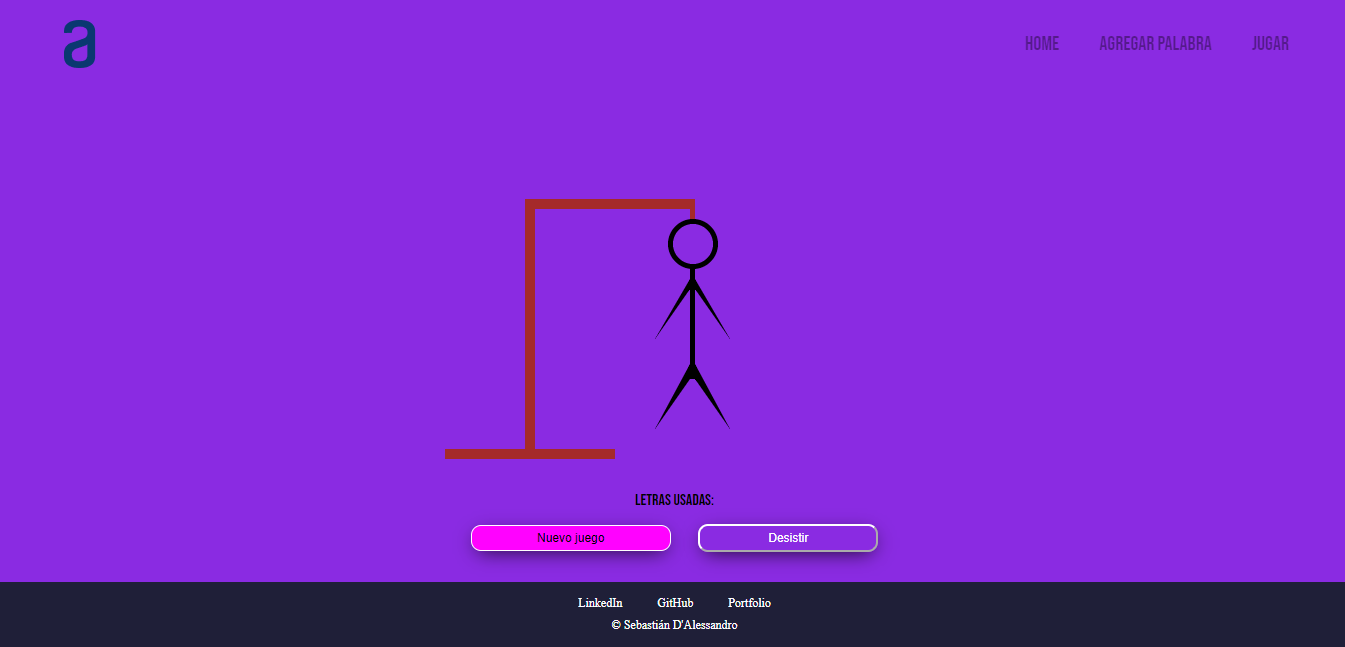 a
HOME AGREGAR PALABRA JUGAR
LETRAS USADAS:
Nuevo juego Desistir
LinkedIn GitHub Portfolio
© Sebastián D'Alessandro